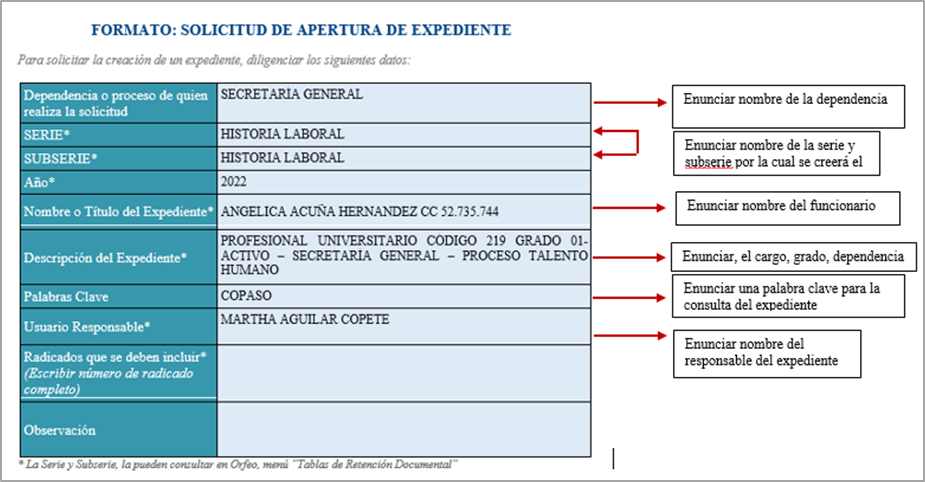 FORMATO: SOLICITUD DE APERTURA DE EXPEDIENTE
Para solicitar la creación de un expediente, diligenciar los siguientes datos:
Dependencia o proceso de quien
realiza la solicitud
SECRETARIA GENERAL
Enunciar nombre de la dependencia
SERIE*
HISTORIA LABORAL
SUBSERIE*
HISTORIA LABORAL
Enunciar nombre de la serie y
subserie por la cual se creerá el
Año*
2022
Nombre o Título del Expediente*
ANGELICA ACUÑA HERNANDEZ CC 52.735.744
Enunciar nombre del funcionario
Descripción del Expediente*
PROFESIONAL UNIVERSITARIO CÓDIGO 219 GRADO 01-
ACTIVO – SECRETARIA GENERAL – PROCESO TALENTO
HUMANO
Enunciar, el cargo, grado, dependencia
Palabras Clave
COPASO
Enunciar una palabra clave para la
consulta del expediente
Usuario Responsable*
MARTHA AGUILAR COPETE
Enunciar nombre del
responsable del expediente
Radicados que se deben incluir*
(Escribir número de radicado
completo)
Observación
* La Serie y Subzerie, la pueden consultar en Orfeo, menú "Tablas de Retención Documental"